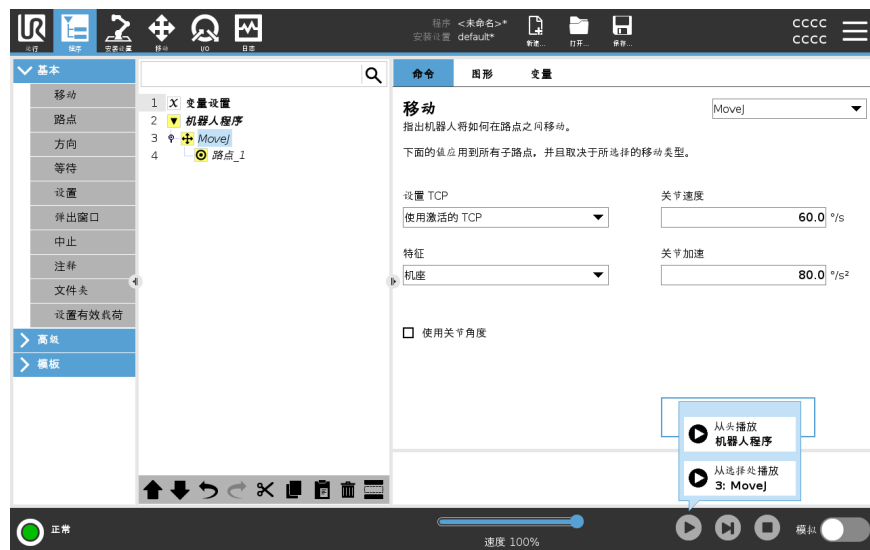 UR
运行
程序
安装设置
移动
I/O
日志
程序 <未命名>*
安装设置 default*
新建...
打开...
保存...
CCCC
CCCC
基本
移动
路点
方向
等待
设置
弹出窗口
中止
注释
文件夹
设置有效载荷
高级
模板
1 X 变量设置
2 机器人程序
3 MoveJ
4 路点_1
命令 图形 变量
移动
MoveJ
指出机器人将如何在路点之间移动。
下面的值应用到所有子路点，并且取决于所选择的移动类型。
设置 TCP
关节速度
使用激活的 TCP
60.0 °/s
特征
关节加速
机座
80.0 °/s²
使用关节角度
从头播放
机器人程序
从选择处播放
3: MoveJ
正常
速度 100%
模拟